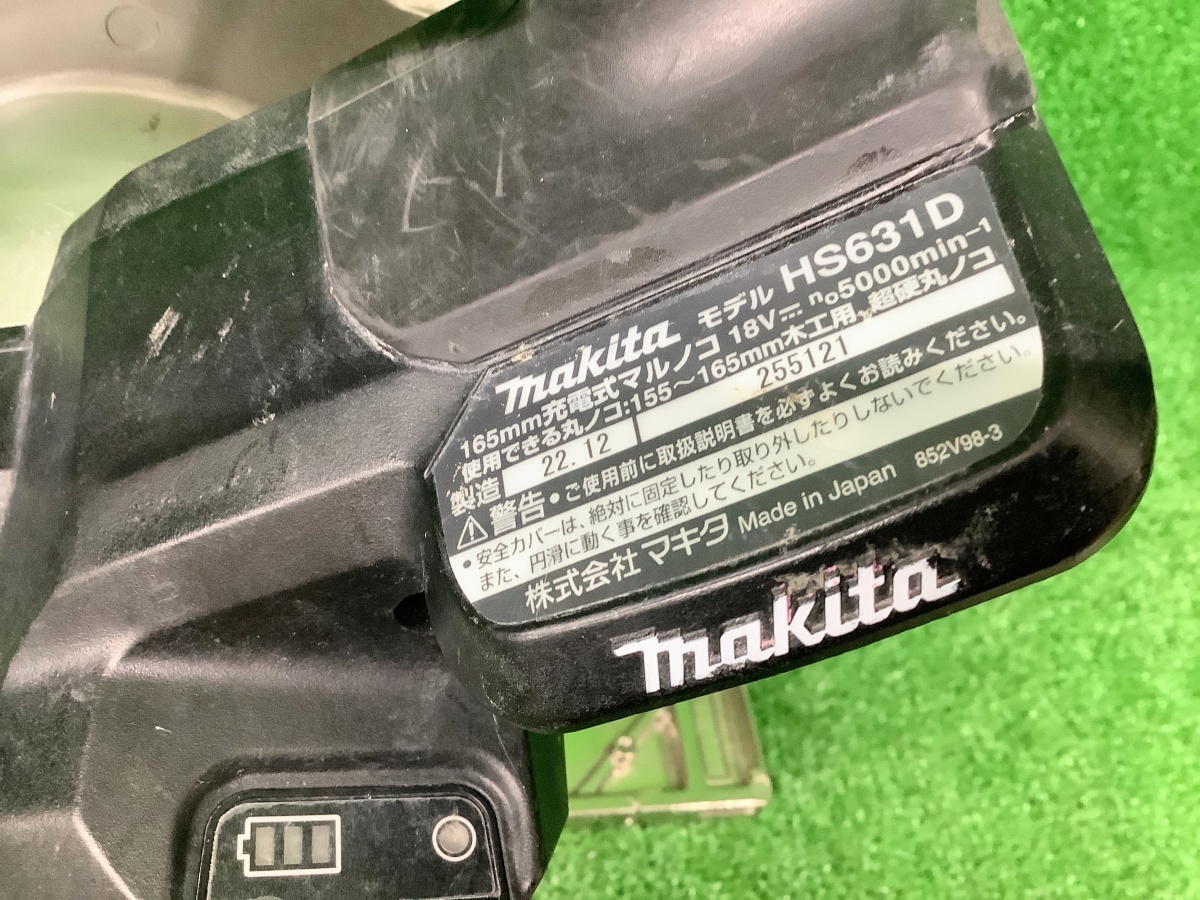 makita モデル HS631D
165mm充電式マルノコ 18V⎓ n₀5000min⁻¹
使用できる丸ノコ:155～165mm木工用 超硬丸ノコ
製造 22.12 255121
⚠警告 •ご使用前に取扱説明書を必ずよくお読みください。
•安全カバーは、絶対に固定したり取り外したりしないでください。
また、円滑に動く事を確認してください。
株式会社 マキタ Made in Japan 852V98-3
makita